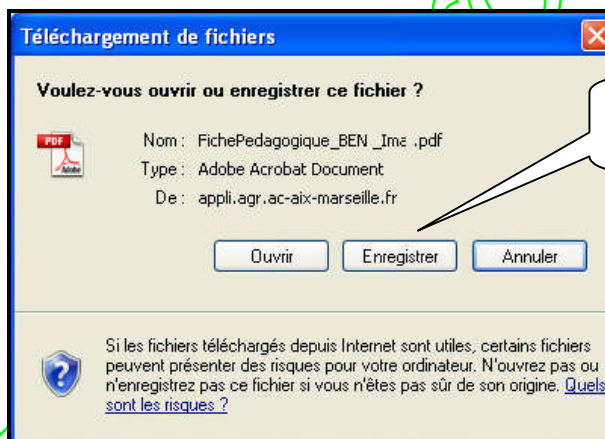 Téléchargement de fichiers
Voulez-vous ouvrir ou enregistrer ce fichier ?
PDF
Adobe
Nom : FichePedagogique_BEN _Ima .pdf
Type : Adobe Acrobat Document
De : appli.agr.ac-aix-marseille.fr
Ouvrir Enregistrer Annuler
Si les fichiers téléchargés depuis Internet sont utiles, certains fichiers
peuvent présenter des risques pour votre ordinateur. N'ouvrez pas ou
n'enregistrez pas ce fichier si vous n'êtes pas sûr de son origine. Quels
sont les risques ?